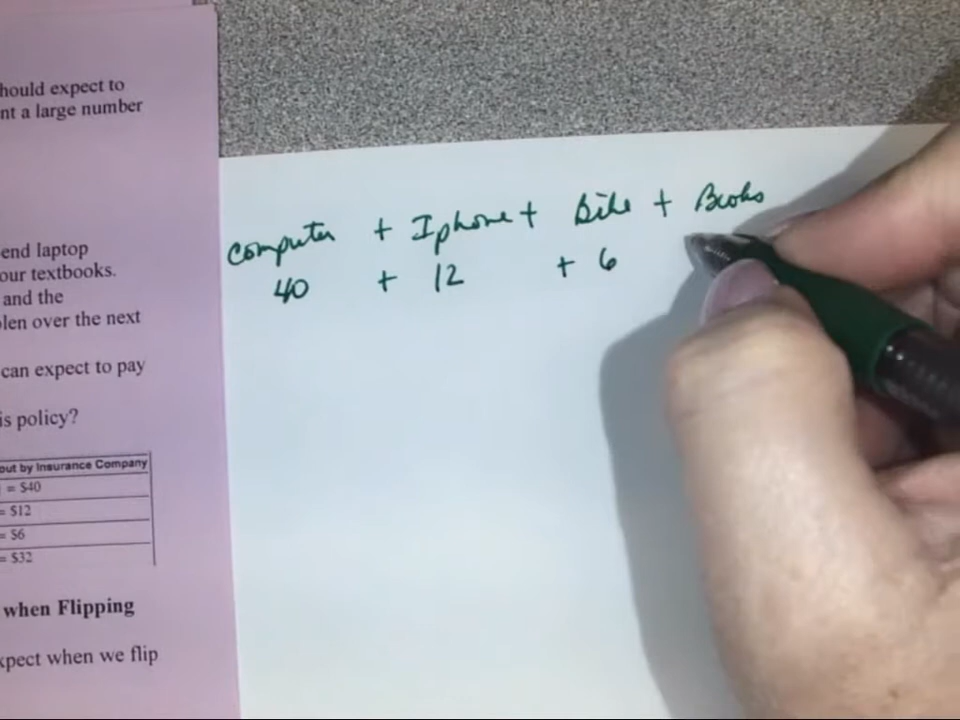 hould expect to
nt a large number
end laptop
our textbooks.
and the
len over the next
can expect to pay
is policy?
out by Insurance Company
= $40
= $12
= $6
= $32
when Flipping
xpect when we flip
Computer + Iphone + Bike + Books
40 + 12 + 6